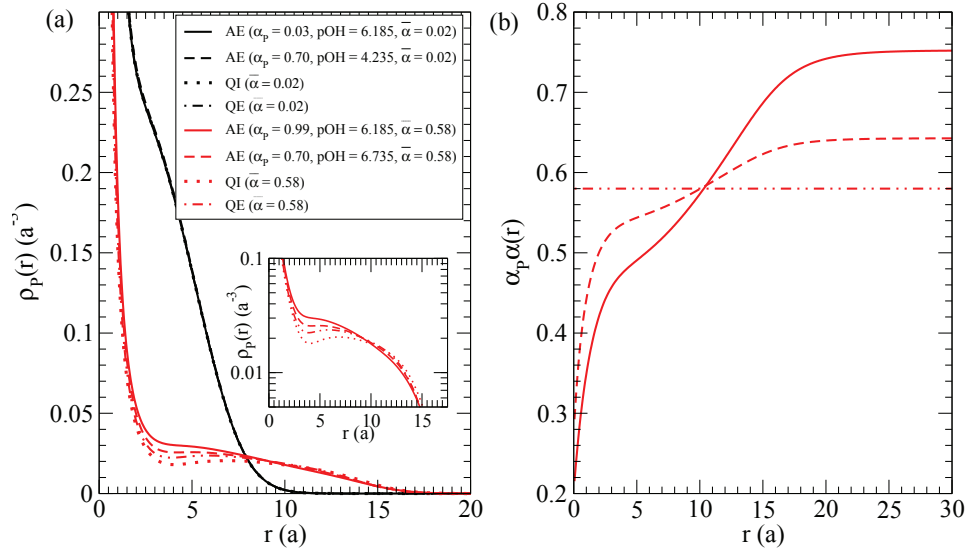 (a)
AE (α_P = 0.03, pOH = 6.185, α̅ = 0.02)
AE (α_P = 0.70, pOH = 4.235, α̅ = 0.02)
QI (α̅ = 0.02)
QE (α̅ = 0.02)
AE (α_P = 0.99, pOH = 6.185, α̅ = 0.58)
AE (α_P = 0.70, pOH = 6.735, α̅ = 0.58)
QI (α̅ = 0.58)
QE (α̅ = 0.58)
ρ_P(r) (a⁻³)
0.25
0.2
0.15
0.1
0.05
0
0 5 10 15 20
r (a)
ρ_P(r) (a⁻³)
0.1
0.01
0 5 10 15
r (a)
(b)
α_Pα(r)
0.8
0.7
0.6
0.5
0.4
0.3
0.2
0 5 10 15 20 25 30
r (a)